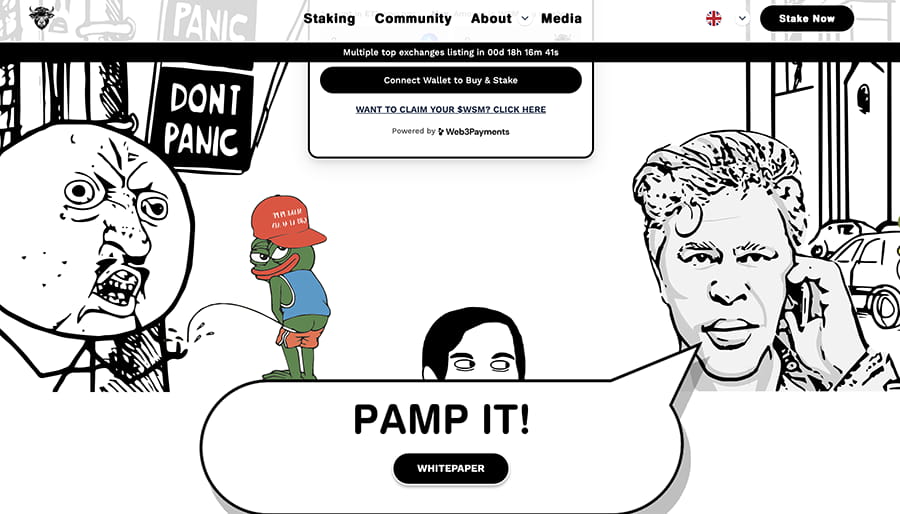 PANIC
Staking
Community
About
Media
Stake Now
Multiple top exchanges listing in 00d 18h 16m 41s
Connect Wallet to Buy & Stake
WANT TO CLAIM YOUR $WSM? CLICK HERE
Powered by Web3Payments
DONT
PANIC
PAMP IT!
WHITEPAPER